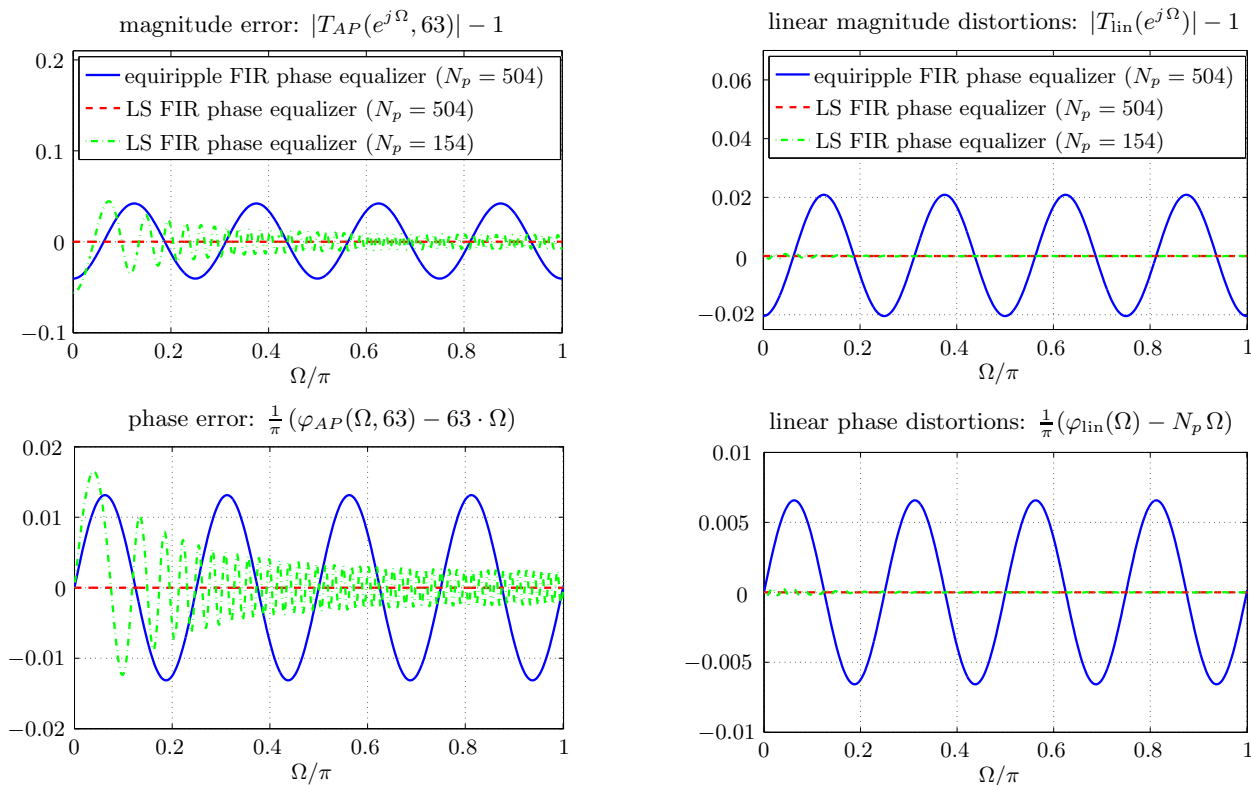 magnitude error: |T_{AP}(e^{jΩ}, 63)| − 1
0.2
0.1
0
−0.1
equiripple FIR phase equalizer (N_p = 504)
LS FIR phase equalizer (N_p = 504)
LS FIR phase equalizer (N_p = 154)
0 0.2 0.4 0.6 0.8 1
Ω/π
linear magnitude distortions: |T_{lin}(e^{jΩ})| − 1
0.06
0.04
0.02
0
−0.02
equiripple FIR phase equalizer (N_p = 504)
LS FIR phase equalizer (N_p = 504)
LS FIR phase equalizer (N_p = 154)
0 0.2 0.4 0.6 0.8 1
Ω/π
phase error: \frac{1}{π} (φ_{AP}(Ω, 63) − 63 · Ω)
0.02
0.01
0
−0.01
−0.02
0 0.2 0.4 0.6 0.8 1
Ω/π
linear phase distortions: \frac{1}{π}(φ_{lin}(Ω) − N_p Ω)
0.01
0.005
0
−0.005
−0.01
0 0.2 0.4 0.6 0.8 1
Ω/π